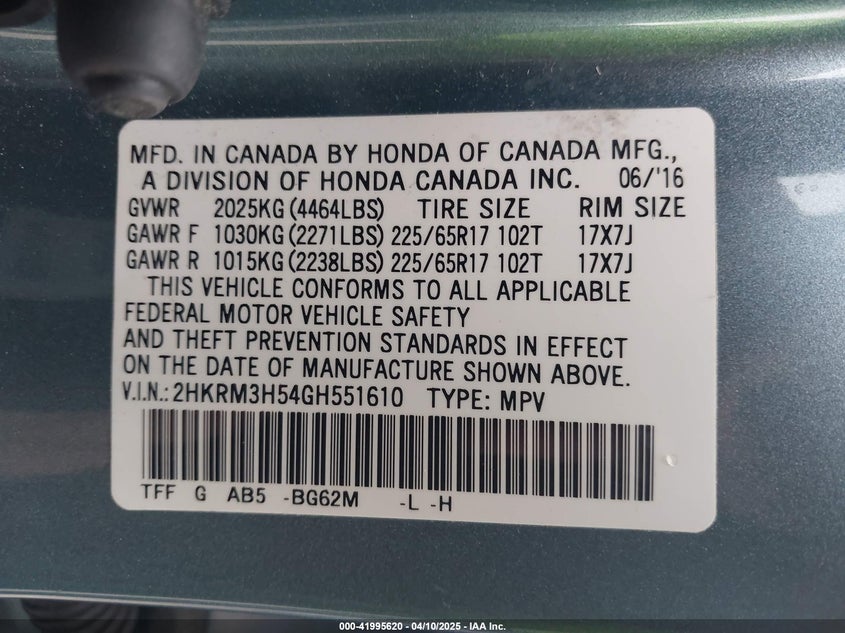 MFD. IN CANADA BY HONDA OF CANADA MFG.,
A DIVISION OF HONDA CANADA INC. 06/'16
GVWR 2025KG (4464LBS) TIRE SIZE RIM SIZE
GAWR F 1030KG (2271LBS) 225/65R17 102T 17X7J
GAWR R 1015KG (2238LBS) 225/65R17 102T 17X7J
THIS VEHICLE CONFORMS TO ALL APPLICABLE
FEDERAL MOTOR VEHICLE SAFETY
AND THEFT PREVENTION STANDARDS IN EFFECT
ON THE DATE OF MANUFACTURE SHOWN ABOVE.
V.I.N.: 2HKRM3H54GH551610 TYPE: MPV
TFF G AB5 -BG62M -L -H
000-41995620 - 04/10/2025 - IAA Inc.